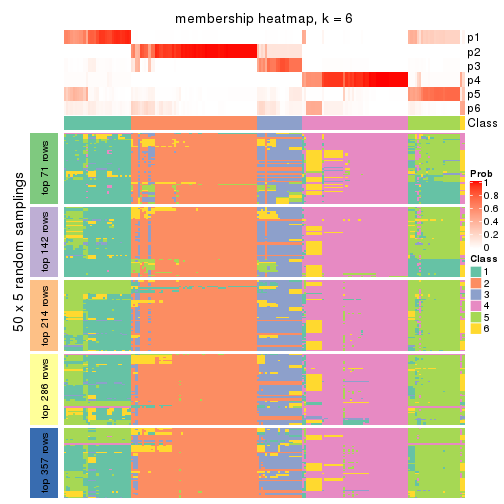 membership heatmap, k = 6
p1
p2
p3
p4
p5
p6
Class
50 x 5 random samplings
top 71 rows
top 142 rows
top 214 rows
top 286 rows
top 357 rows
Prob
1
0.8
0.6
0.4
0.2
0
Class
1
2
3
4
5
6